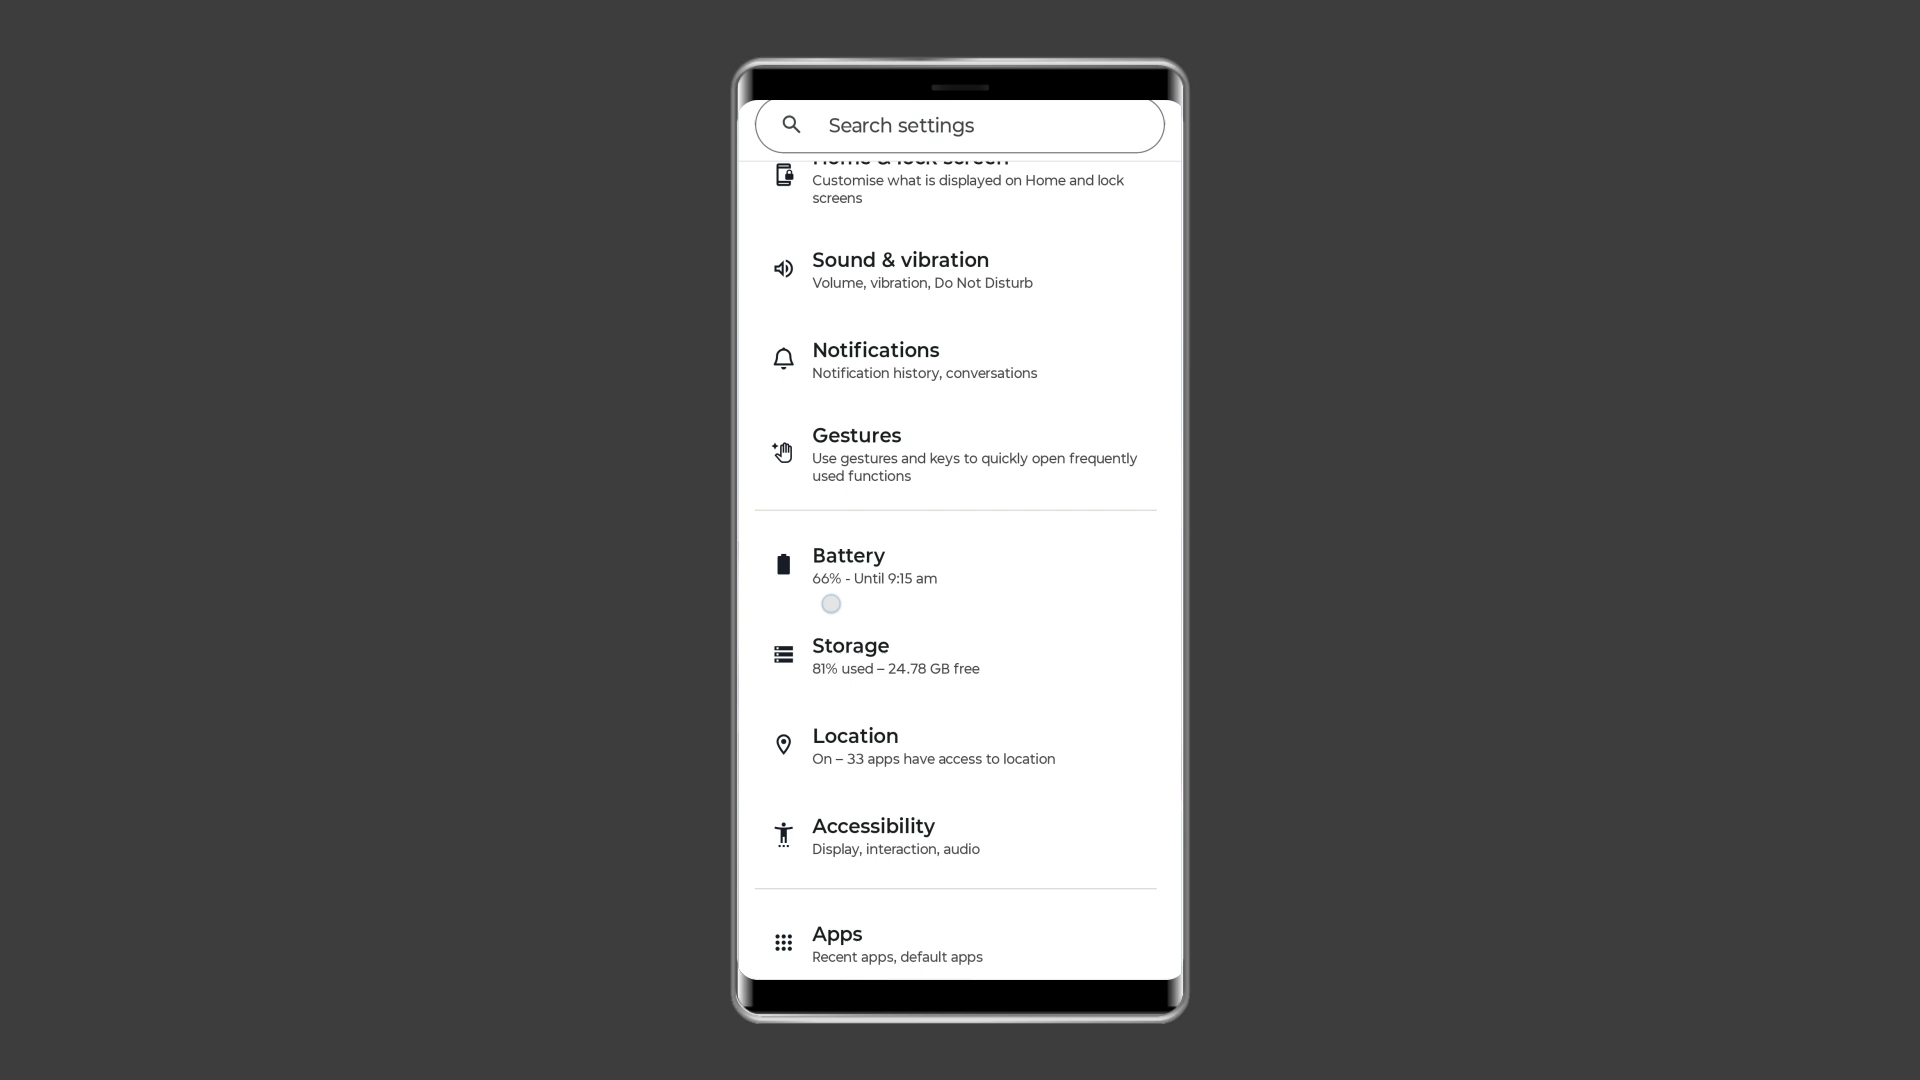 Search settings
Home & lock screen
Customise what is displayed on Home and lock
screens
Sound & vibration
Volume, vibration, Do Not Disturb
Notifications
Notification history, conversations
Gestures
Use gestures and keys to quickly open frequently
used functions
Battery
66% - Until 9:15 am
Storage
81% used – 24.78 GB free
Location
On – 33 apps have access to location
Accessibility
Display, interaction, audio
Apps
Recent apps, default apps